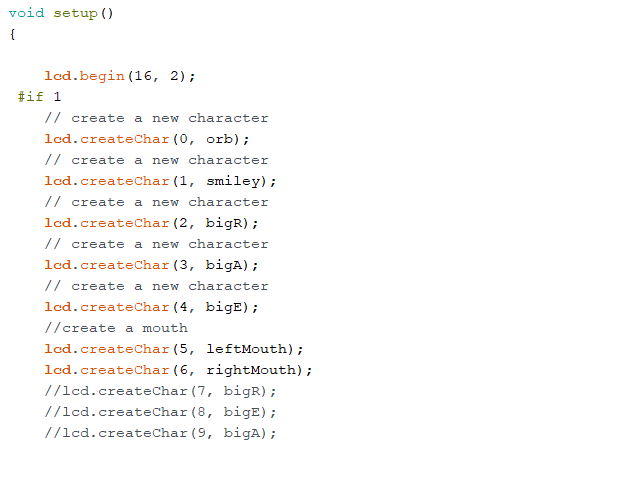 void setup()
{
lcd.begin(16, 2);
#if 1
// create a new character
lcd.createChar(0, orb);
// create a new character
lcd.createChar(1, smiley);
// create a new character
lcd.createChar(2, bigR);
// create a new character
lcd.createChar(3, bigA);
// create a new character
lcd.createChar(4, bigE);
//create a mouth
lcd.createChar(5, leftMouth);
lcd.createChar(6, rightMouth);
//lcd.createChar(7, bigR);
//lcd.createChar(8, bigE);
//lcd.createChar(9, bigA);